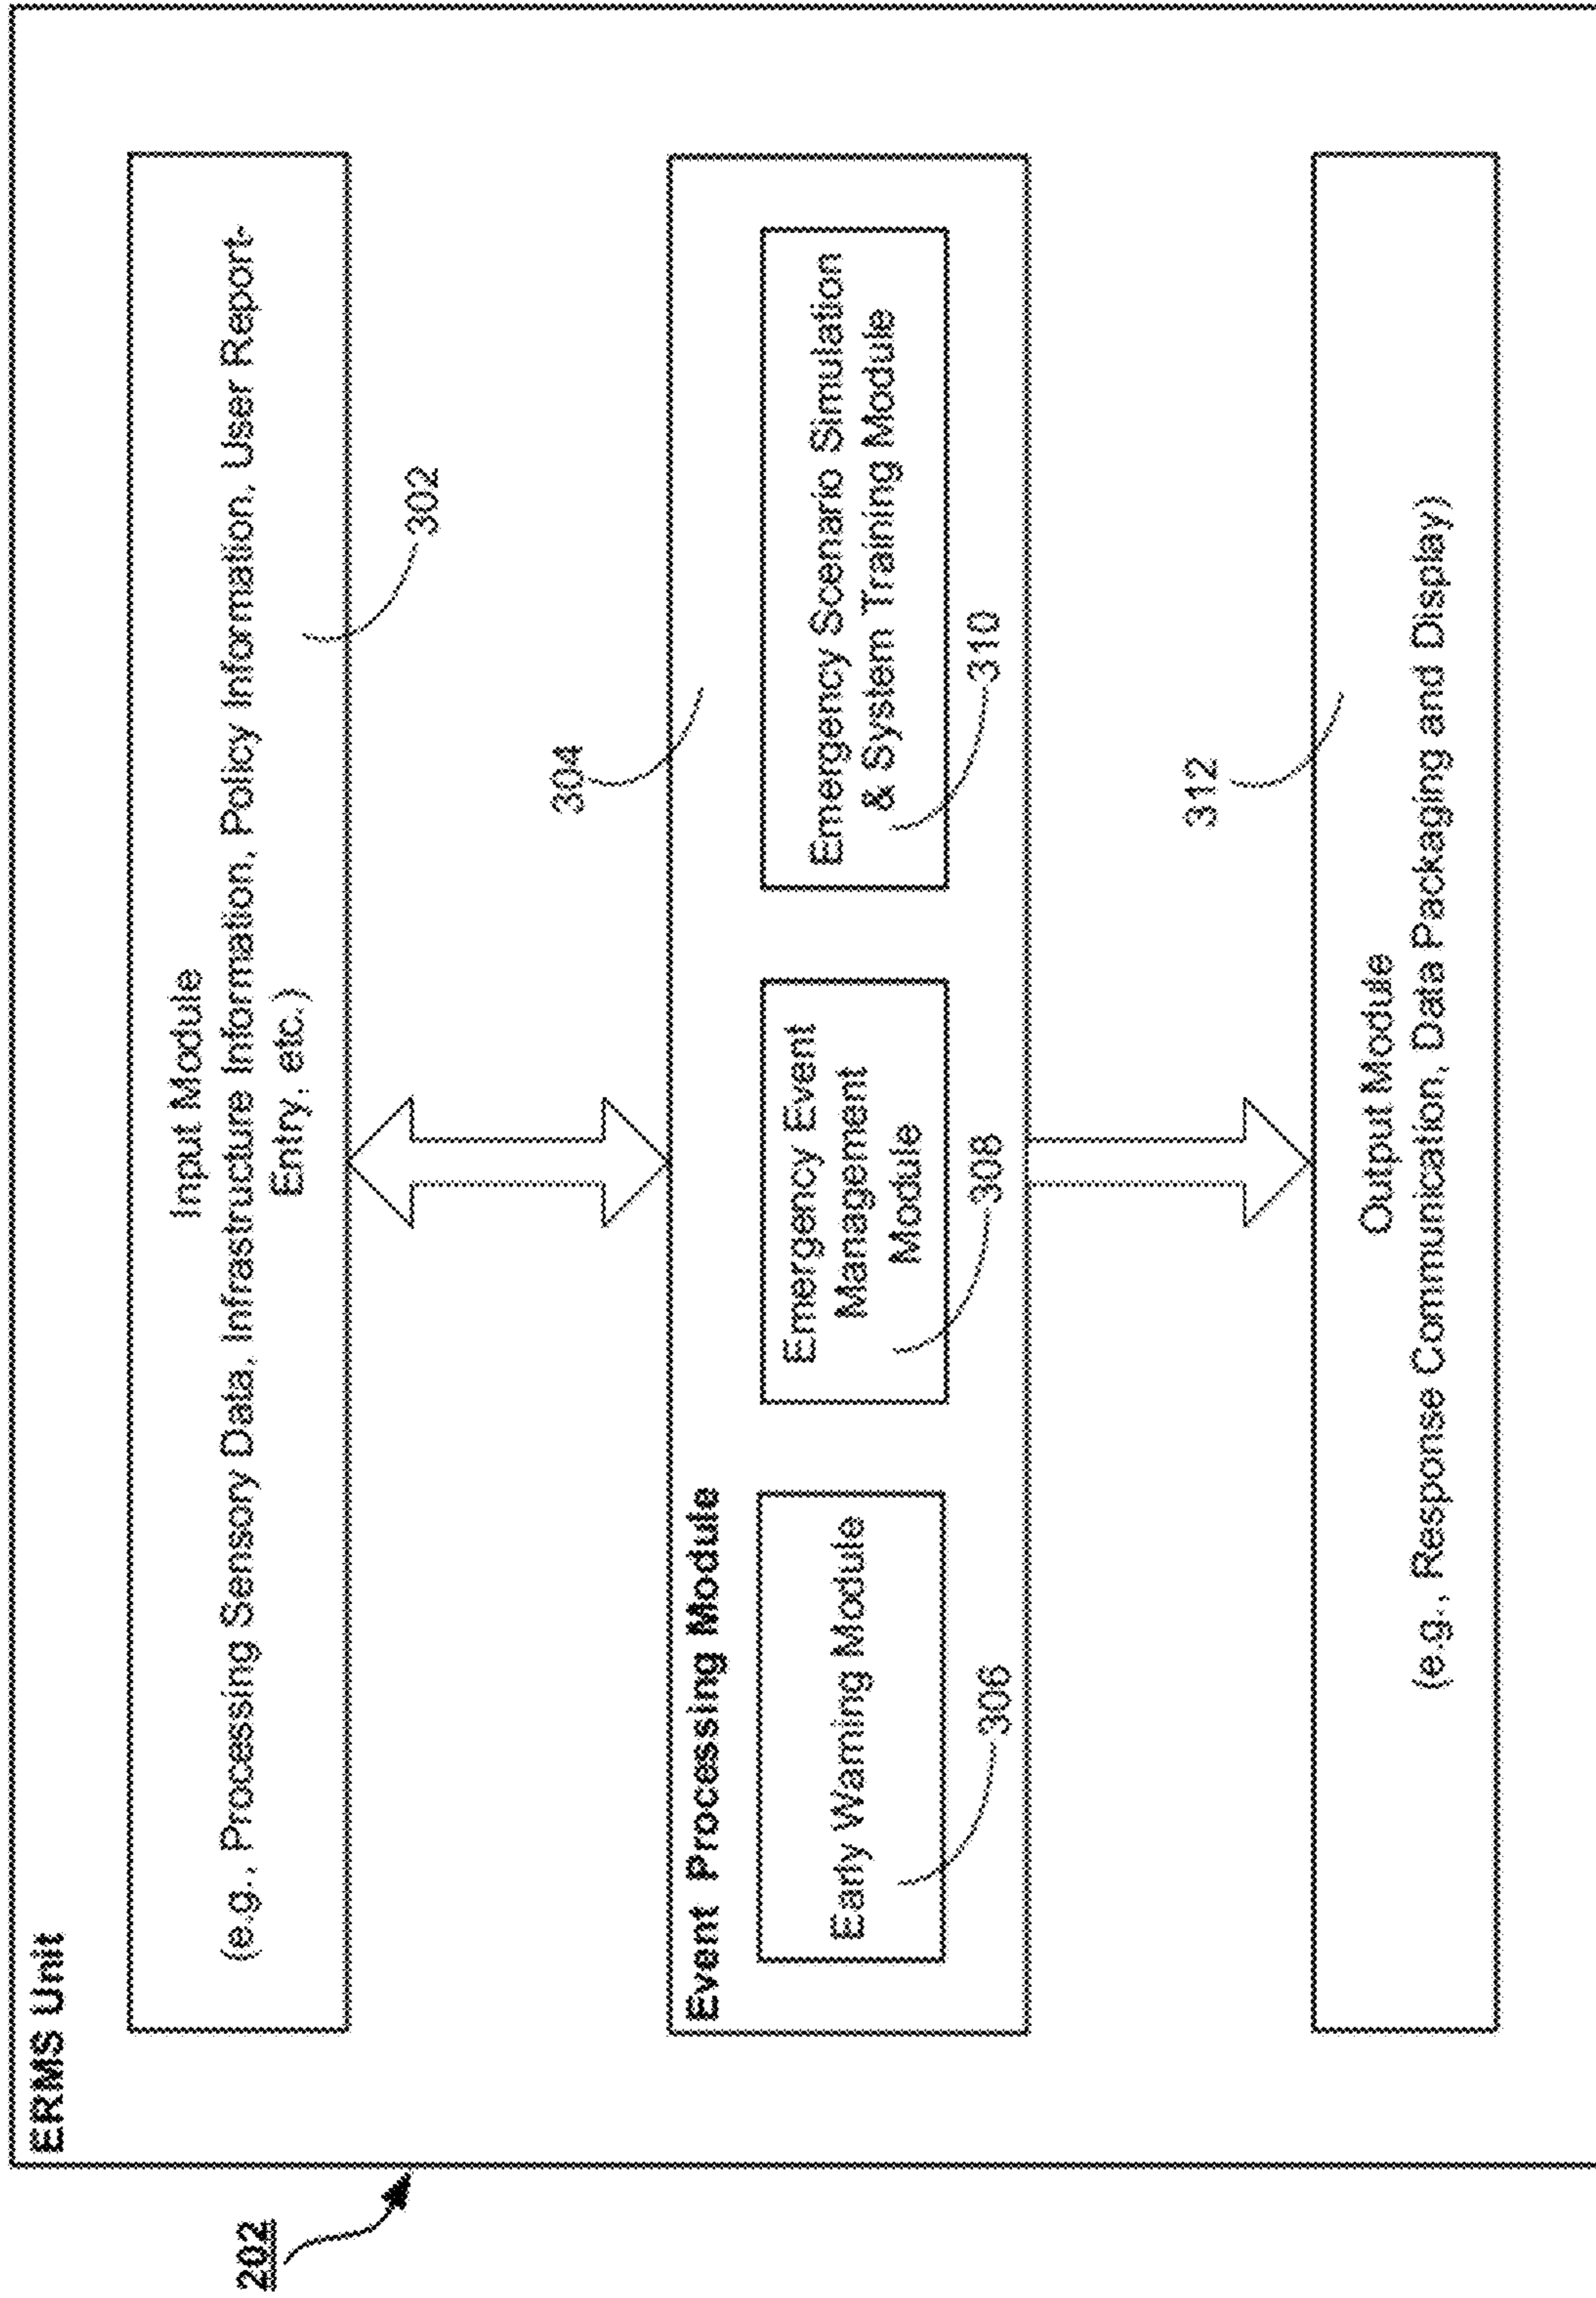 202
ERMS Unit
Input Module
(e.g., Processing Sensory Data, Infrastructure Information, Policy Information, User Report-
Entry, etc.)
302
304
Event Processing Module
Early Warning Module
306
Emergency Event
Management
Module
308
Emergency Scenario Simulation
& System Training Module
310
312
Output Module
(e.g., Response Communication, Data Packaging and Display)